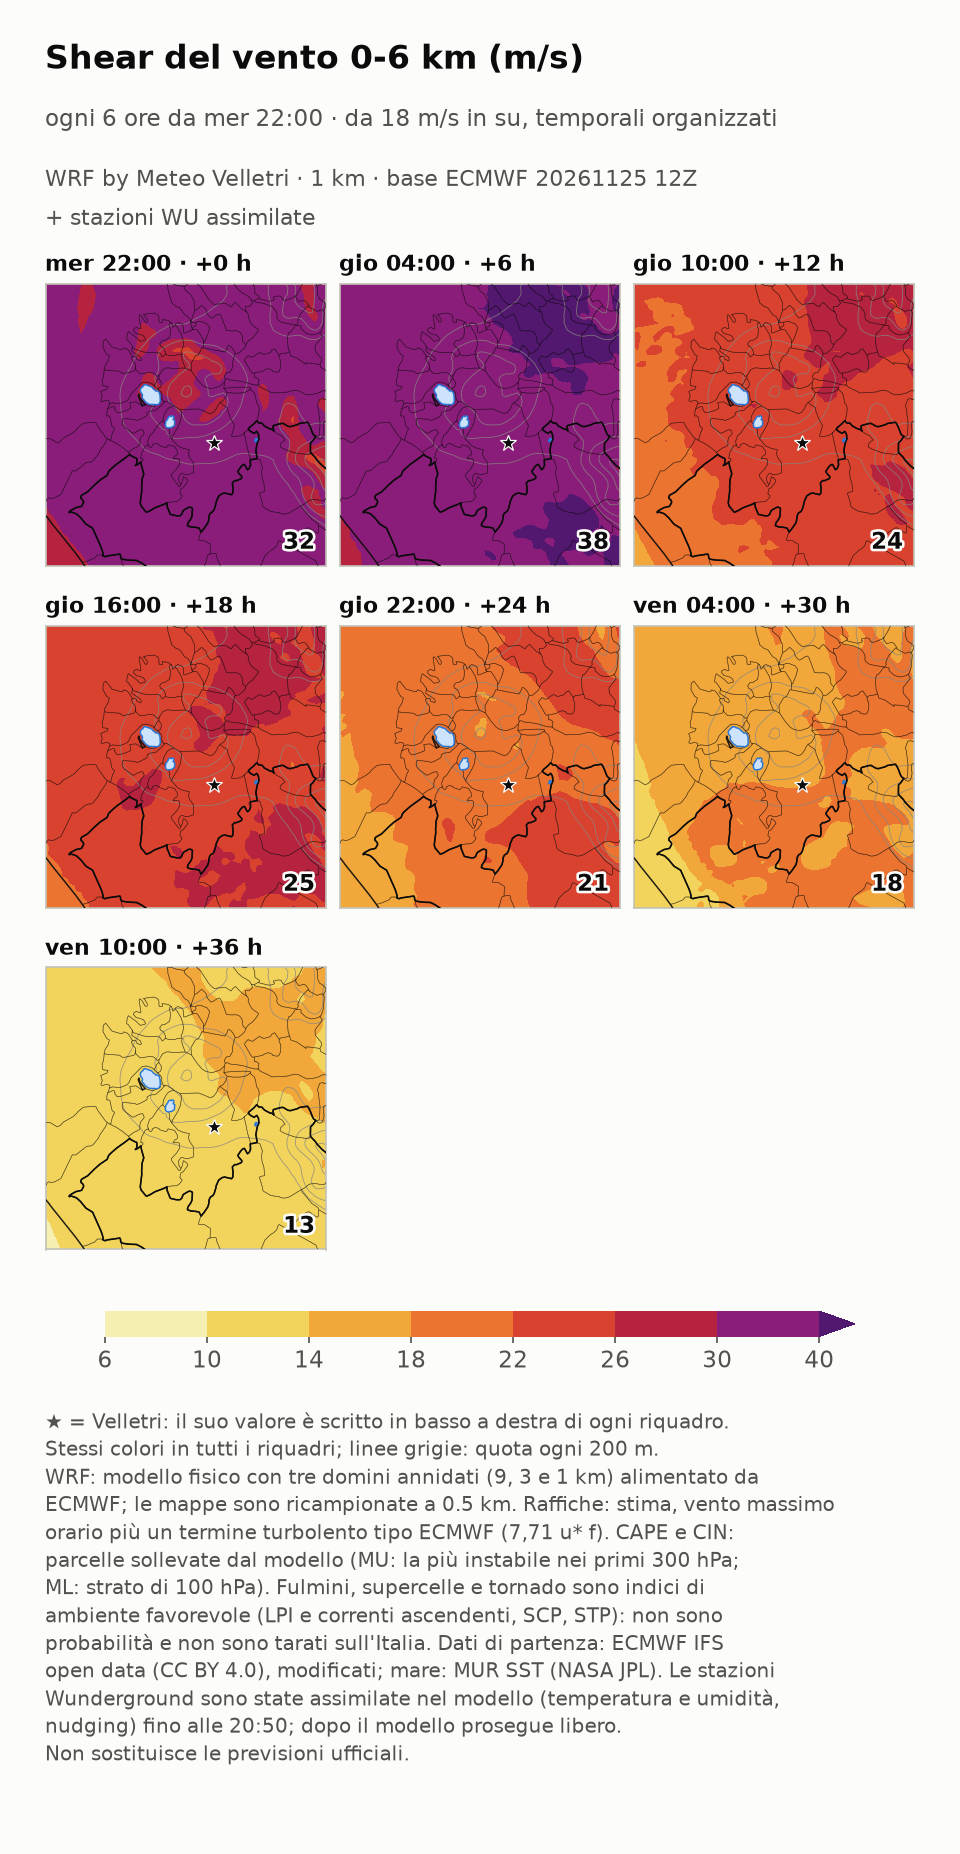 Shear del vento 0-6 km (m/s)
ogni 6 ore da mer 22:00 · da 18 m/s in su, temporali organizzati
WRF by Meteo Velletri · 1 km · base ECMWF 20261125 12Z
+ stazioni WU assimilate
mer 22:00 · +0 h
gio 04:00 · +6 h
gio 10:00 · +12 h
32
38
24
gio 16:00 · +18 h
gio 22:00 · +24 h
ven 04:00 · +30 h
25
21
18
ven 10:00 · +36 h
13
6 10 14 18 22 26 30 40
★ = Velletri: il suo valore è scritto in basso a destra di ogni riquadro.
Stessi colori in tutti i riquadri; linee grigie: quota ogni 200 m.
WRF: modello fisico con tre domini annidati (9, 3 e 1 km) alimentato da
ECMWF; le mappe sono ricampionate a 0.5 km. Raffiche: stima, vento massimo
orario più un termine turbolento tipo ECMWF (7,71 u* f). CAPE e CIN:
parcelle sollevate dal modello (MU: la più instabile nei primi 300 hPa;
ML: strato di 100 hPa). Fulmini, supercelle e tornado sono indici di
ambiente favorevole (LPI e correnti ascendenti, SCP, STP): non sono
probabilità e non sono tarati sull'Italia. Dati di partenza: ECMWF IFS
open data (CC BY 4.0), modificati; mare: MUR SST (NASA JPL). Le stazioni
Wunderground sono state assimilate nel modello (temperatura e umidità,
nudging) fino alle 20:50; dopo il modello prosegue libero.
Non sostituisce le previsioni ufficiali.